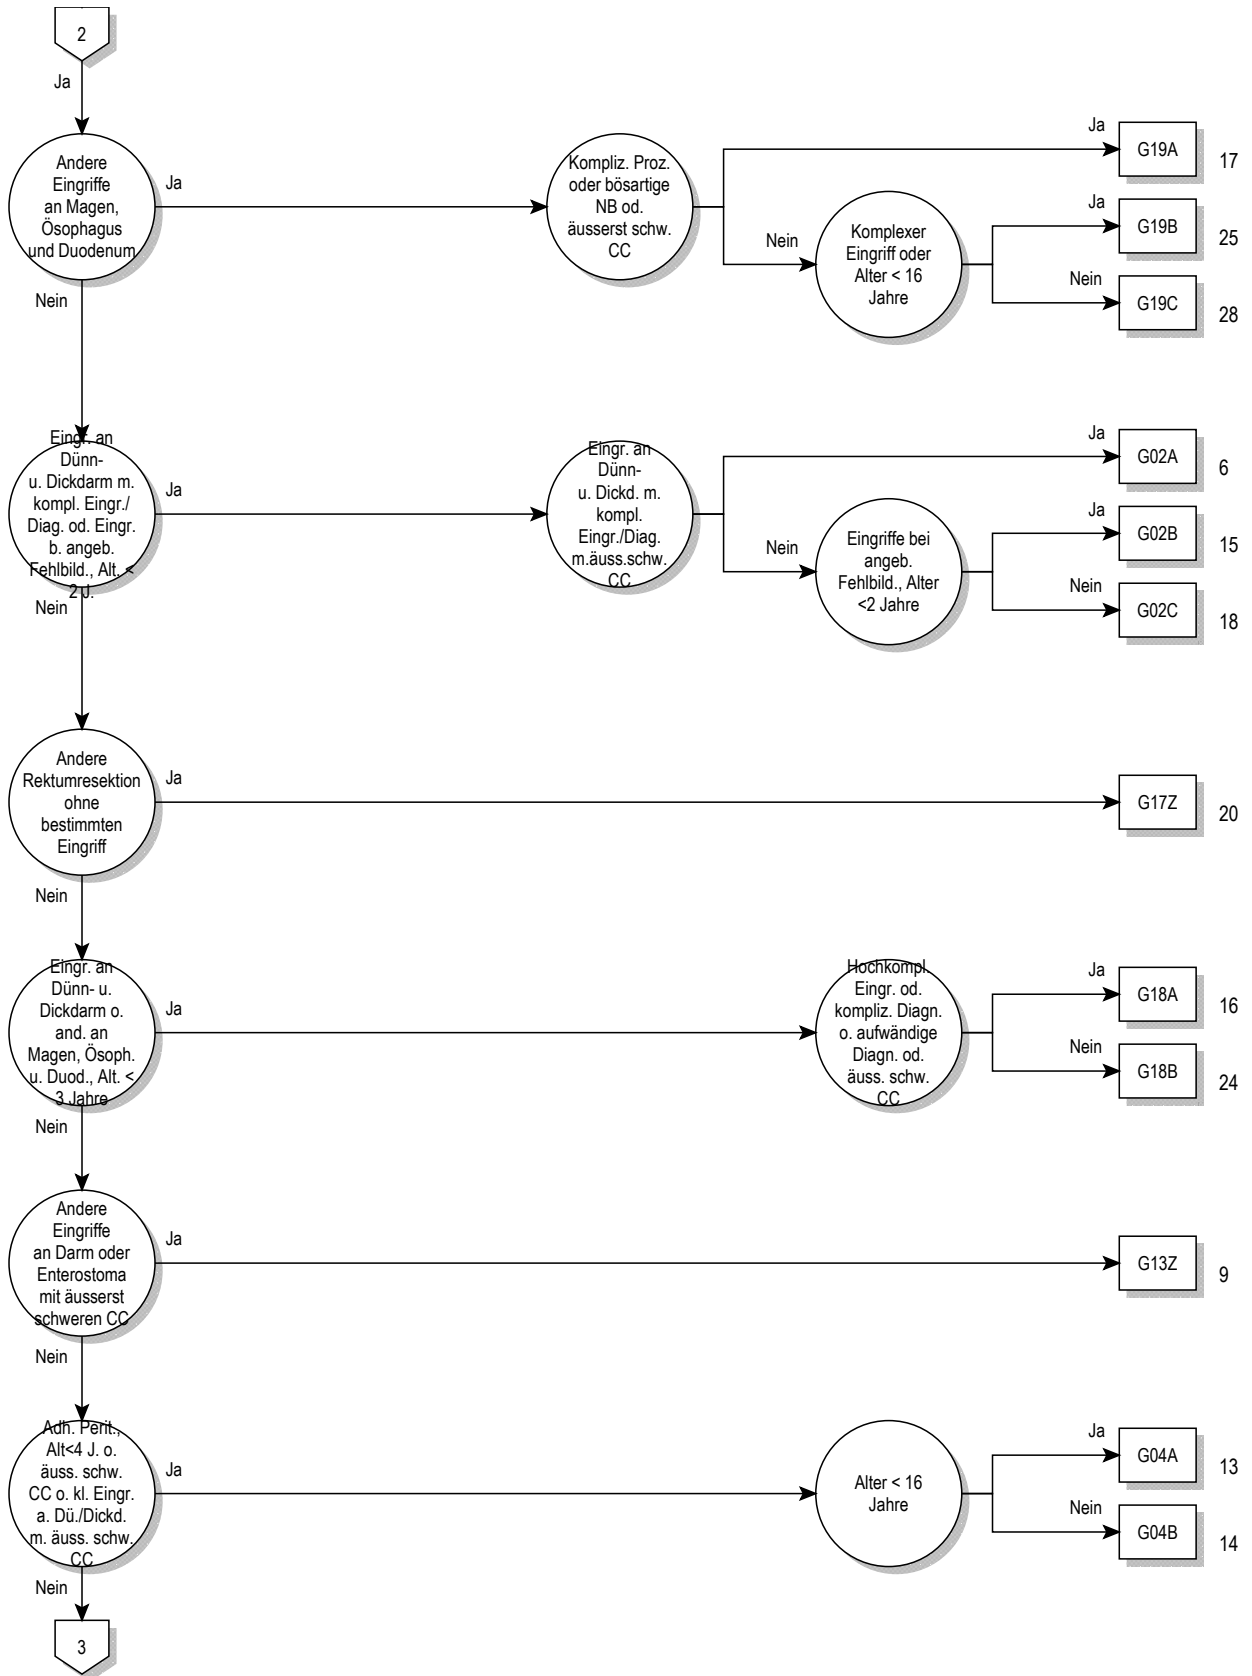 2
Ja
Andere
Eingriffe
an Magen,
Ösophagus
und Duodenum
Ja
Nein
Kompliz. Proz.
oder bösartige
NB od.
äusserst schw.
CC
Nein
Komplexer
Eingriff oder
Alter < 16
Jahre
Ja
G19A
17
Ja
G19B
25
Nein
G19C
28
Eingr. an
Dünn-
u. Dickdarm m.
kompl. Eingr./
Diag. od. Eingr.
b. angeb.
Fehlbild., Alt. <
2 J.
Ja
Nein
Eingr. an
Dünn-
u. Dickd. m.
kompl.
Eingr./Diag.
m.äuss.schw.
CC
Nein
Eingriffe bei
angeb.
Fehlbild., Alter
<2 Jahre
Ja
G02A
6
Ja
G02B
15
Nein
G02C
18
Andere
Rektumresektion
ohne
bestimmten
Eingriff
Ja
Nein
G17Z
20
Eingr. an
Dünn- u.
Dickdarm o.
and. an
Magen, Ösoph.
u. Duod., Alt. <
3 Jahre
Ja
Nein
Hochkompl.
Eingr. od.
kompliz. Diagn.
o. aufwändige
Diagn. od.
äuss. schw.
CC
Ja
G18A
16
Nein
G18B
24
Andere
Eingriffe
an Darm oder
Enterostoma
mit äusserst
schweren CC
Ja
Nein
G13Z
9
Adh. Perit.,
Alt<4 J. o.
äuss. schw.
CC o. kl. Eingr.
a. Dü./Dickd.
m. äuss. schw.
CC
Ja
Nein
Alter < 16
Jahre
Ja
G04A
13
Nein
G04B
14
3